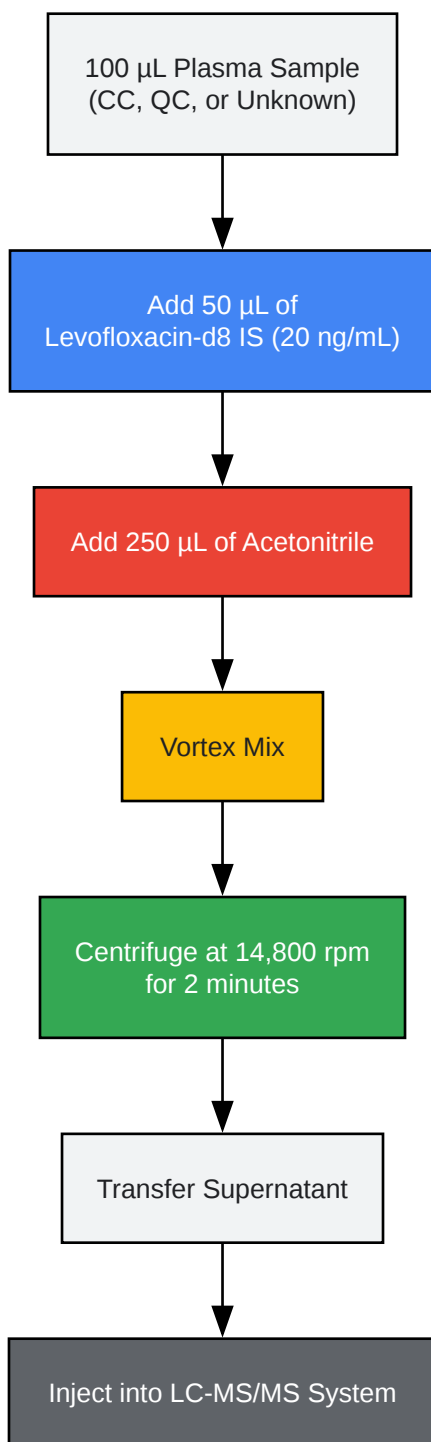 100 µL Plasma Sample
(CC, QC, or Unknown)
Add 50 µL of
Levofloxacin-d8 IS (20 ng/mL)
Add 250 µL of Acetonitrile
Vortex Mix
Centrifuge at 14,800 rpm
for 2 minutes
Transfer Supernatant
Inject into LC-MS/MS System